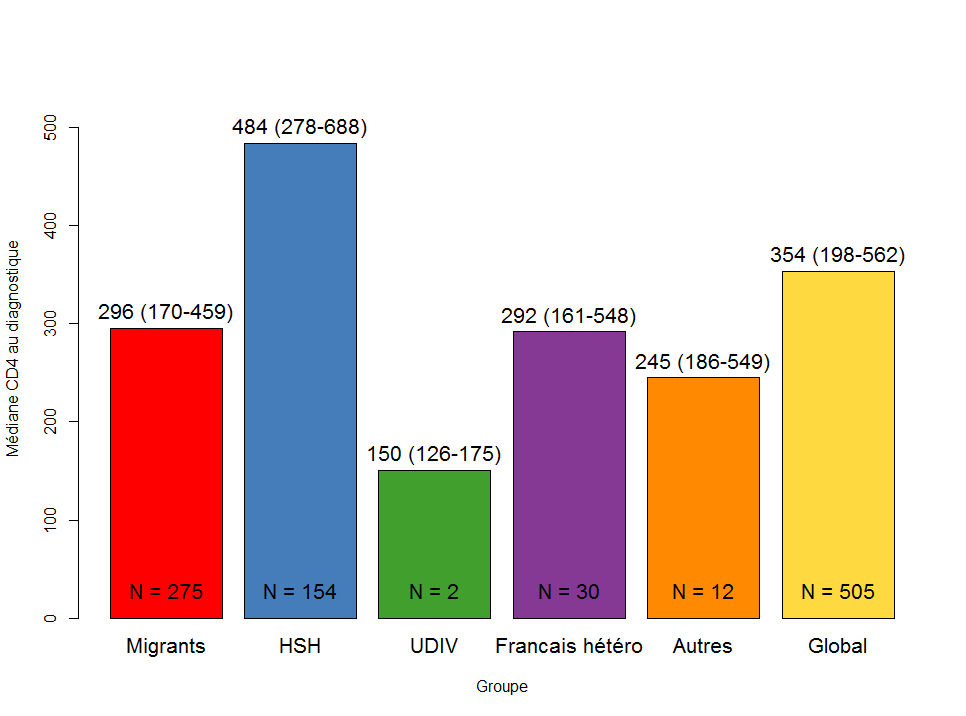 Médiane CD4 au diagnostique
500
400
300
200
100
0
296 (170-459)
484 (278-688)
150 (126-175)
292 (161-548)
245 (186-549)
354 (198-562)
N = 275
N = 154
N = 2
N = 30
N = 12
N = 505
Migrants
HSH
UDIV
Francais hétéro
Autres
Global
Groupe